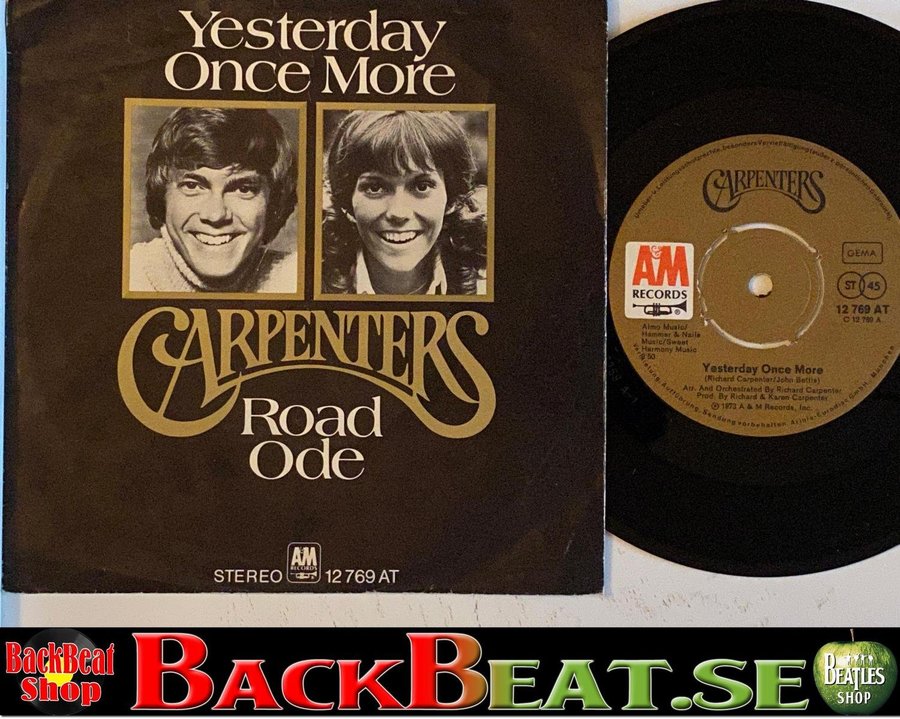 Yesterday
Once More
CARPENTERS
Road
Ode
STEREO A&M RECORDS 12 769 AT
CARPENTERS
GEMA
ST 45
12 769 AT
C 12 769 A
A&M
RECORDS
Almo Music/
Hammer & Nails
Music/Sweet
Harmony Music
Yesterday Once More
(Richard Carpenter/John Bettis)
Arr. And Orchestrated By Richard Carpenter
Prod. By Richard & Karen Carpenter
℗ 1973 A & M Records, Inc.
BackBeat
Shop
BACKBEAT.SE
BEATLES
SHOP